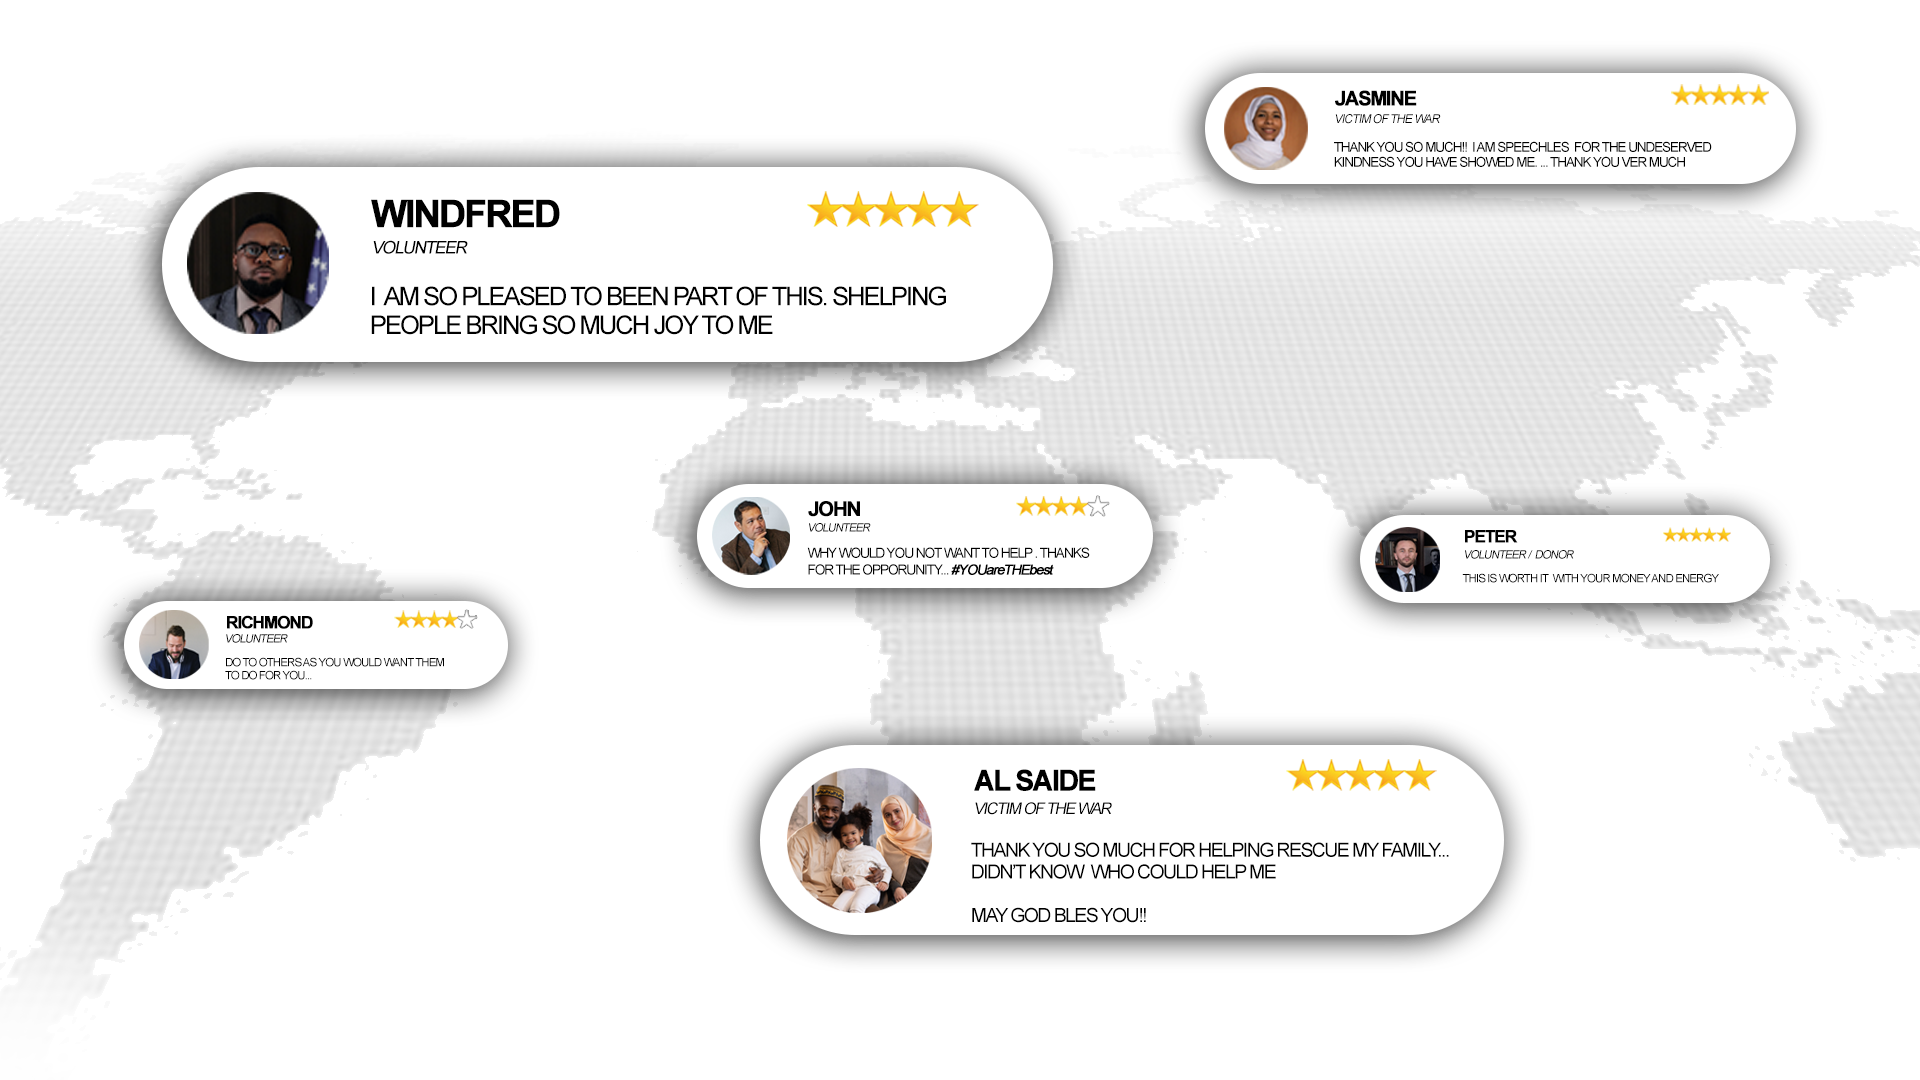 JASMINE
VICTIM OF THE WAR
THANK YOU SO MUCH!! I AM SPEECHLES FOR THE UNDESERVED
KINDNESS YOU HAVE SHOWED ME. ... THANK YOU VER MUCH
WINDFRED
VOLUNTEER
I AM SO PLEASED TO BEEN PART OF THIS. SHELPING
PEOPLE BRING SO MUCH JOY TO ME
JOHN
VOLUNTEER
WHY WOULD YOU NOT WANT TO HELP . THANKS
FOR THE OPPORUNITY... #YOUareTHEbest
PETER
VOLUNTEER / DONOR
THIS IS WORTH IT WITH YOUR MONEY AND ENERGY
RICHMOND
VOLUNTEER
DO TO OTHERS AS YOU WOULD WANT THEM
TO DO FOR YOU...
AL SAIDE
VICTIM OF THE WAR
THANK YOU SO MUCH FOR HELPING RESCUE MY FAMILY...
DIDN'T KNOW WHO COULD HELP ME
MAY GOD BLES YOU!!